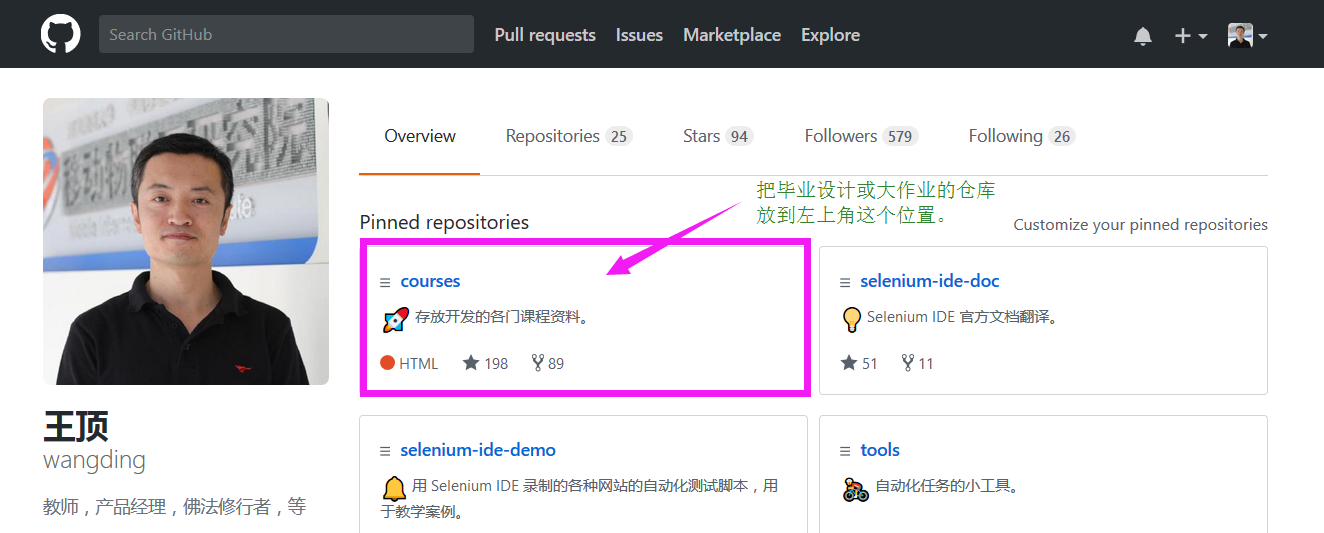 Search GitHub
Pull requests
Issues
Marketplace
Explore
Overview
Repositories 25
Stars 94
Followers 579
Following 26
把毕业设计或大作业的仓库
放到左上角这个位置。
Pinned repositories
Customize your pinned repositories
courses
存放开发的各门课程资料。
HTML 198 89
selenium-ide-doc
Selenium IDE 官方文档翻译。
51 11
selenium-ide-demo
用 Selenium IDE 录制的各种网站的自动化测试脚本，用
于教学案例。
tools
自动化任务的小工具。
王顶
wangding
教师，产品经理，佛法修行者，等